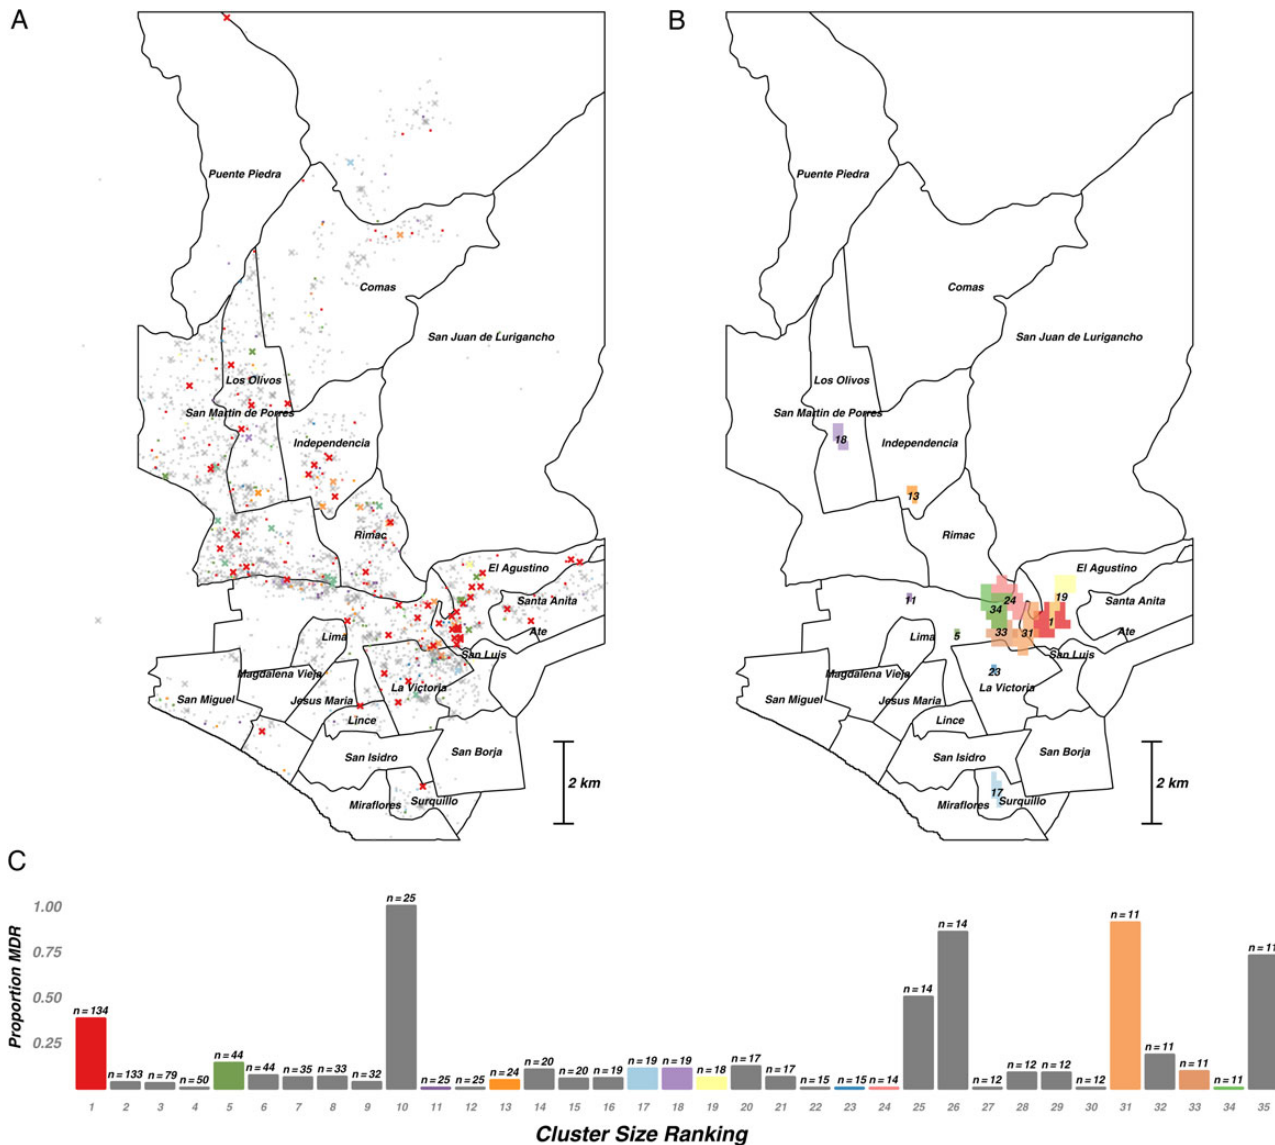 A
Puente Piedra
Comas
San Juan de Lurigancho
Los Olivos
San Martin de Porres
Independencia
Rimac
El Agustino
Santa Anita
Ate
Lima
San Luis
Magdalena Vieja
La Victoria
San Miguel
Jesus Maria
Lince
San Borja
San Isidro
2 km
Miraflores
Surquillo
B
Puente Piedra
Comas
San Juan de Lurigancho
Los Olivos
San Martin de Porres
18
Independencia
13
Rimac
El Agustino
11
24
19
Santa Anita
34
1
5
33
31
Lima
Ate
San Luis
Magdalena Vieja
23
La Victoria
San Miguel
Jesus Maria
Lince
San Borja
San Isidro
2 km
17
Miraflores
Surquillo
C
Proportion MDR
1.00
0.75
0.50
0.25
n = 134
n = 133
n = 79
n = 50
n = 44
n = 44
n = 35
n = 33
n = 32
n = 25
n = 25
n = 25
n = 24
n = 20
n = 20
n = 19
n = 19
n = 19
n = 18
n = 17
n = 17
n = 15
n = 15
n = 14
n = 14
n = 14
n = 12
n = 12
n = 12
n = 12
n = 11
n = 11
n = 11
n = 11
n = 11
1 2 3 4 5 6 7 8 9 10 11 12 13 14 15 16 17 18 19 20 21 22 23 24 25 26 27 28 29 30 31 32 33 34 35
Cluster Size Ranking